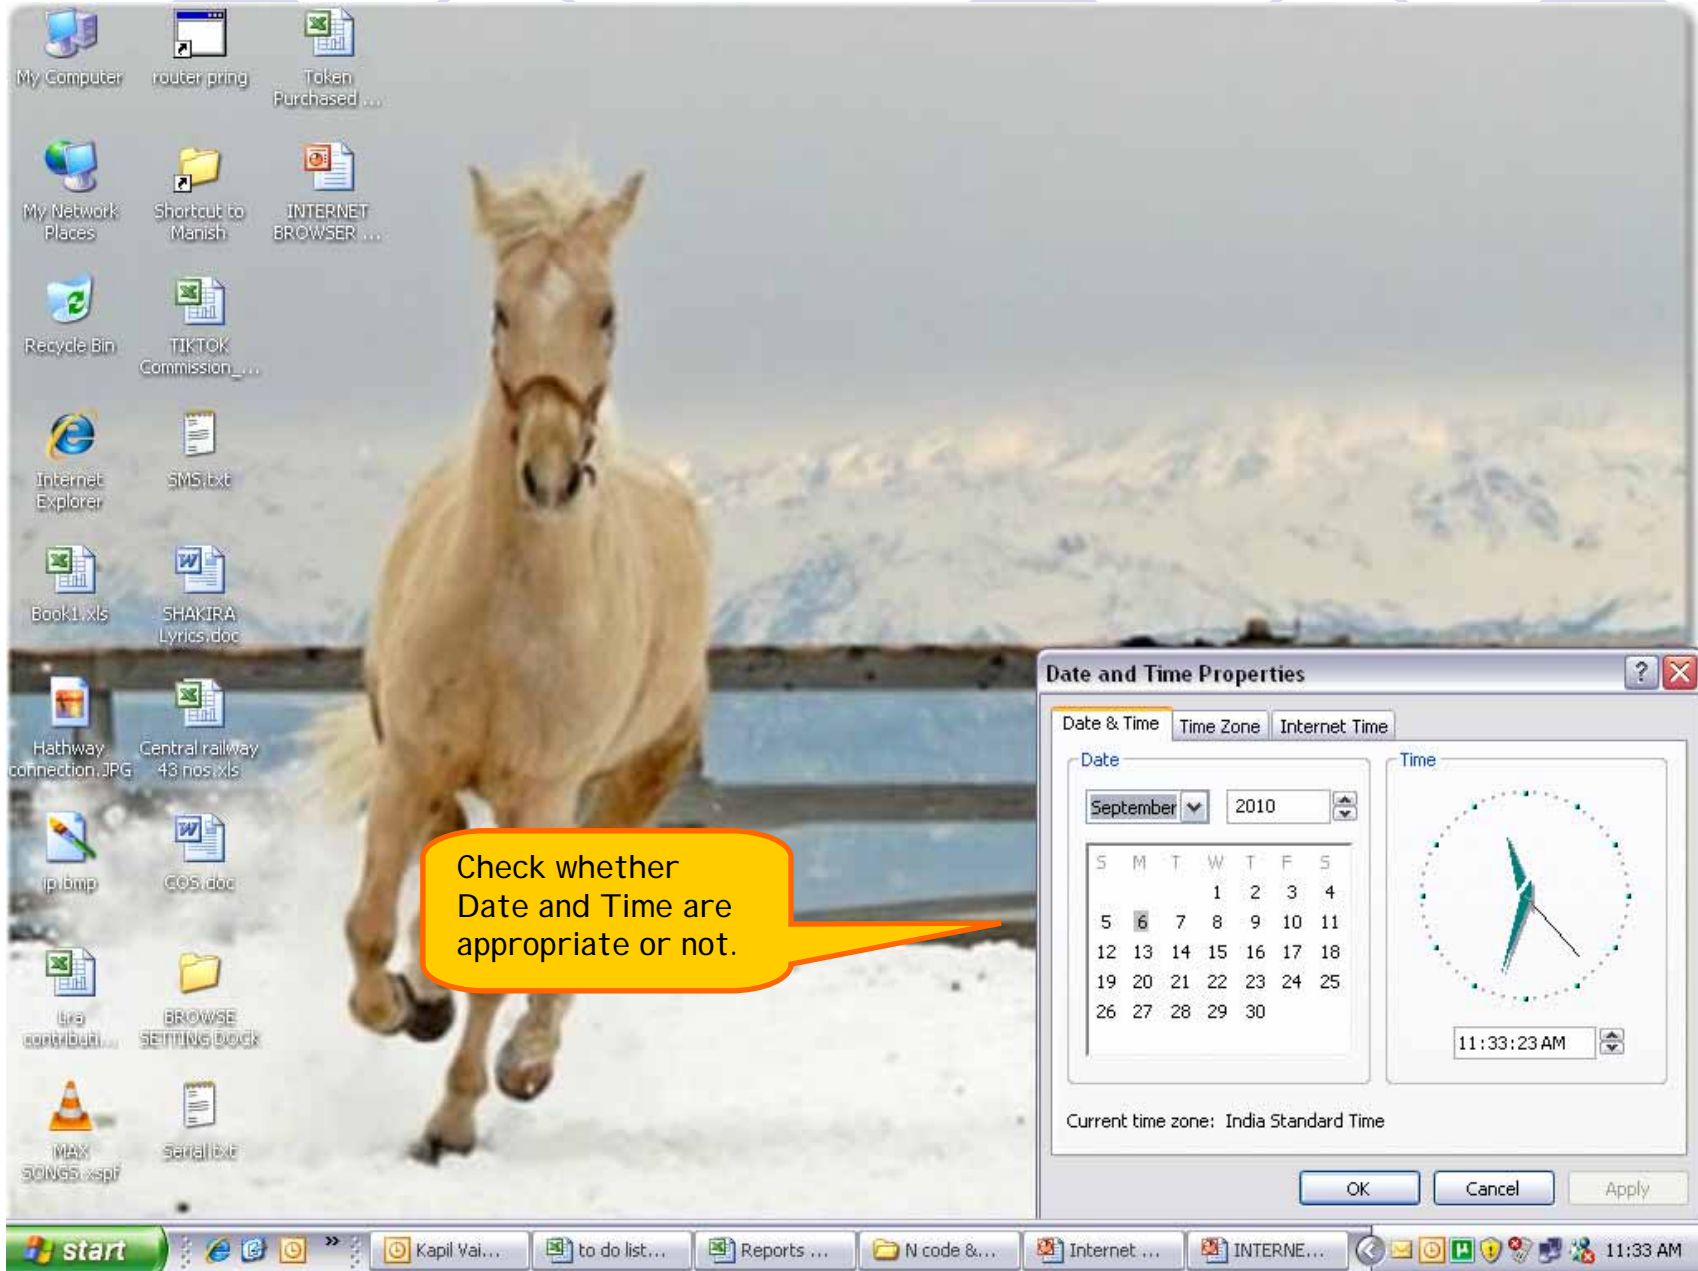 My Computer
router pring
Token
Purchased ...
My Network
Places
Shortcut to
Manish
INTERNET
BROWSER ...
Recycle Bin
TIKTOK
Commission_...
Internet
Explorer
SMS.txt
Book1.xls
SHAKIRA
Lyrics.doc
Hathway
connection.JPG
Central railway
43 nos.xls
ip.bmp
COS.doc
contributi...
BROWSE
SETTING DOCK
MAX
SONGS.xspf
Serial.txt
Check whether
Date and Time are
appropriate or not.
Date and Time Properties
Date & Time Time Zone Internet Time
Date
September 2010
S M T W T F S
1 2 3 4
5 6 7 8 9 10 11
12 13 14 15 16 17 18
19 20 21 22 23 24 25
26 27 28 29 30
Time
11:33:23 AM
Current time zone: India Standard Time
OK Cancel Apply
start
Kapil Vai...
to do list...
Reports ...
N code &...
Internet ...
INTERNE...
11:33 AM